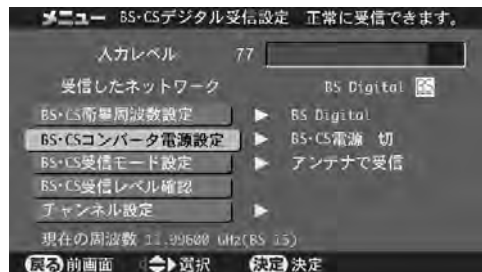 メニュー BS・CSデジタル受信設定 正常に受信できます。
入力レベル 77
受信したネットワーク BS Digital BS
BS・CS衛星周波数設定 ▶ BS Digital
BS・CSコンバータ電源設定 ▶ BS・CS電源 切
BS・CS受信モード設定 ▶ アンテナで受信
BS・CS受信レベル確認
チャンネル設定 ▶
現在の周波数 11.99600 GHz(BS 15)
戻る 前画面 選択 決定 決定